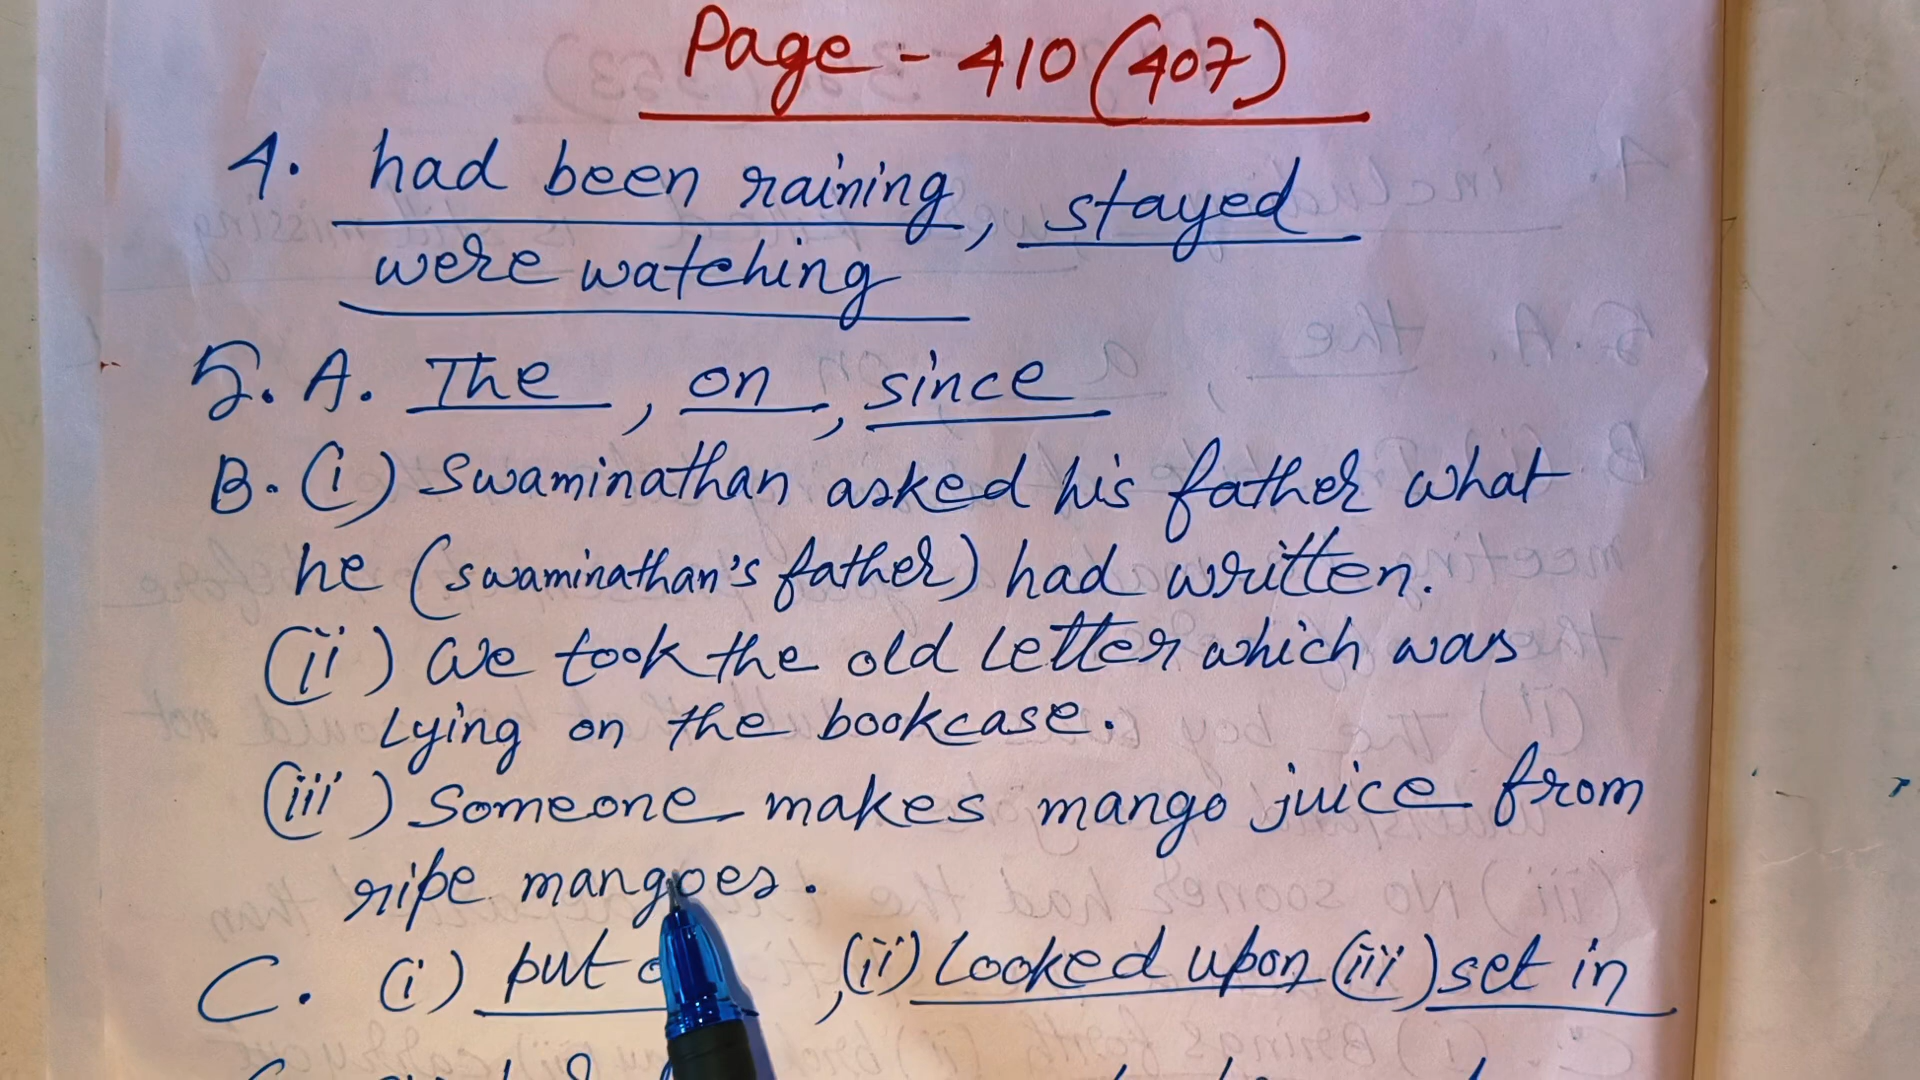 Page - 410 (407)
4. had been raining, stayed
were watching
5. A. The, on, since
B. (i) Swaminathan asked his father what
he (swaminathan's father) had written.
(ii) We took the old letter which was
lying on the bookcase.
(iii) Someone makes mango juice from
ripe mangoes.
C. (i) put, (ii) Looked upon (iii) set in